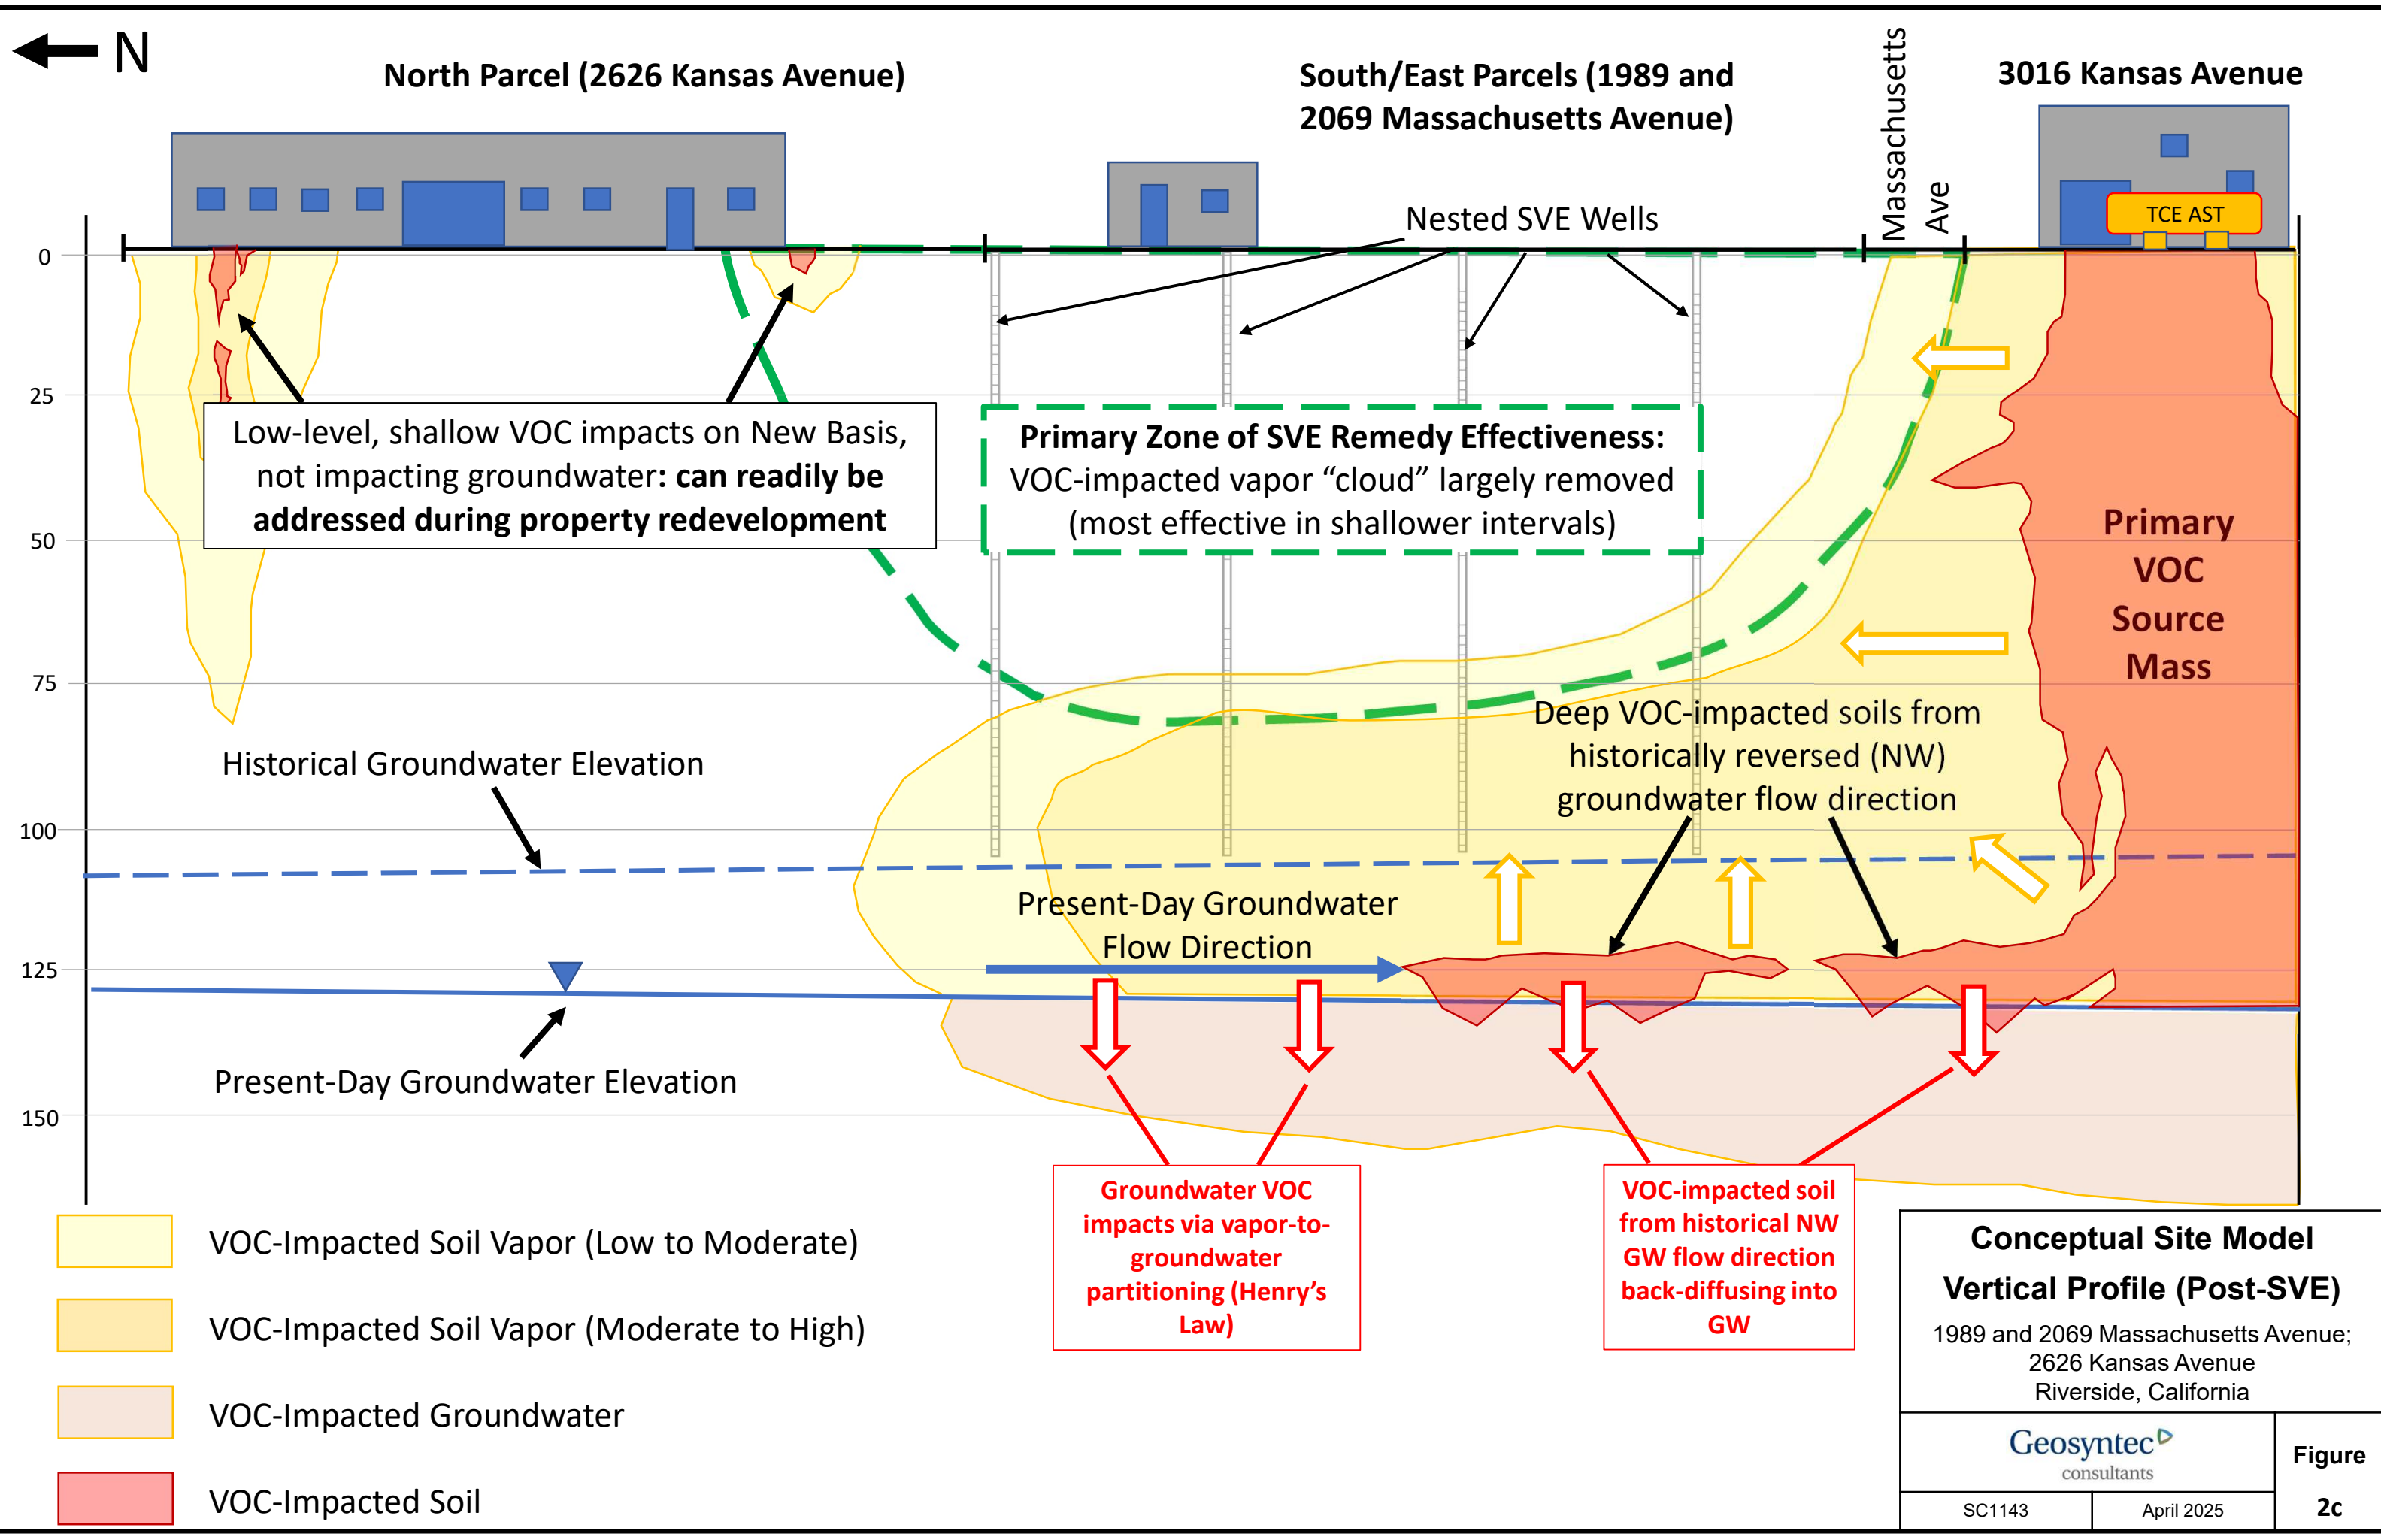 N
North Parcel (2626 Kansas Avenue)
South/East Parcels (1989 and
2069 Massachusetts Avenue)
Massachusetts
Ave
3016 Kansas Avenue
TCE AST
Nested SVE Wells
0
25
50
75
100
125
150
Low-level, shallow VOC impacts on New Basis,
not impacting groundwater: can readily be
addressed during property redevelopment
Primary Zone of SVE Remedy Effectiveness:
VOC-impacted vapor “cloud” largely removed
(most effective in shallower intervals)
Primary
VOC
Source
Mass
Deep VOC-impacted soils from
historically reversed (NW)
groundwater flow direction
Historical Groundwater Elevation
Present-Day Groundwater
Flow Direction
Present-Day Groundwater Elevation
Groundwater VOC
impacts via vapor-to-
groundwater
partitioning (Henry’s
Law)
VOC-impacted soil
from historical NW
GW flow direction
back-diffusing into
GW
VOC-Impacted Soil Vapor (Low to Moderate)
VOC-Impacted Soil Vapor (Moderate to High)
VOC-Impacted Groundwater
VOC-Impacted Soil
Conceptual Site Model
Vertical Profile (Post-SVE)
1989 and 2069 Massachusetts Avenue;
2626 Kansas Avenue
Riverside, California
Geosyntec
consultants
Figure
2c
SC1143
April 2025